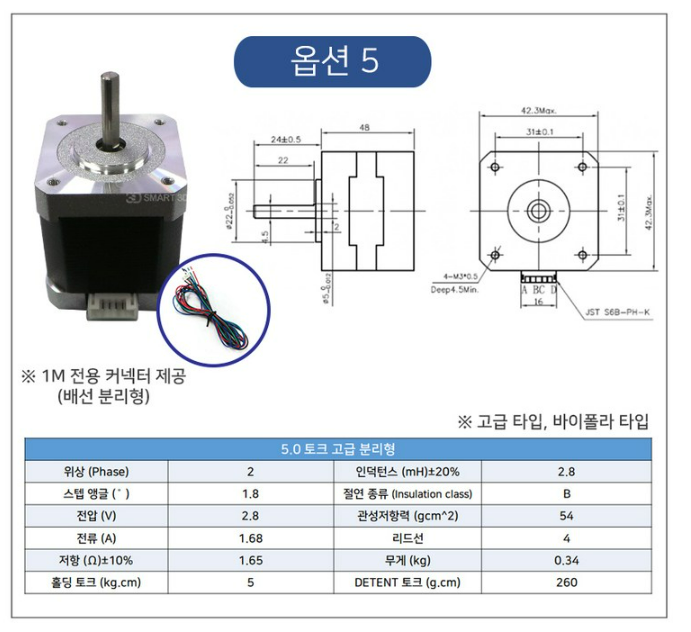 옵션 5
SMART 3D
48
24±0.5
22
ø22-0.052
4.5
2
ø5-0.012
42.3Max.
31±0.1
31±0.1
42.3Max.
4-M3*0.5
Deep4.5Min.
A BC D
16
JST S6B-PH-K
※ 1M 전용 커넥터 제공
(배선 분리형)
※ 고급 타입, 바이폴라 타입
5.0 토크 고급 분리형
위상 (Phase) 2 인덕턴스 (mH)±20% 2.8
스텝 앵글 ( ˚ ) 1.8 절연 종류 (Insulation class) B
전압 (V) 2.8 관성저항력 (gcm^2) 54
전류 (A) 1.68 리드선 4
저항 (Ω)±10% 1.65 무게 (kg) 0.34
홀딩 토크 (kg.cm) 5 DETENT 토크 (g.cm) 260